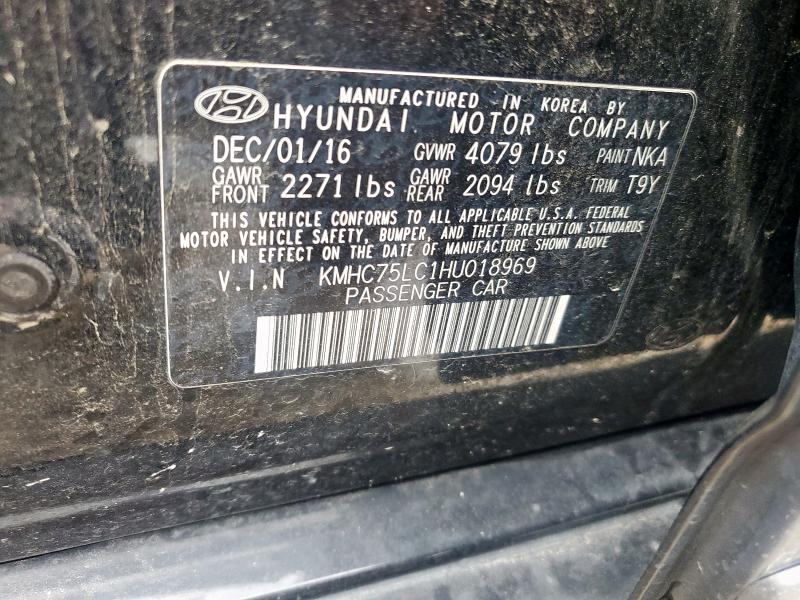 MANUFACTURED IN KOREA BY
HYUNDAI MOTOR COMPANY
DEC/01/16 GVWR 4079 lbs PAINT NKA
GAWR FRONT 2271 lbs GAWR REAR 2094 lbs TRIM T9Y
THIS VEHICLE CONFORMS TO ALL APPLICABLE U.S.A. FEDERAL
MOTOR VEHICLE SAFETY, BUMPER, AND THEFT PREVENTION STANDARDS
IN EFFECT ON THE DATE OF MANUFACTURE SHOWN ABOVE
V.I.N KMHC75LC1HU018969
PASSENGER CAR